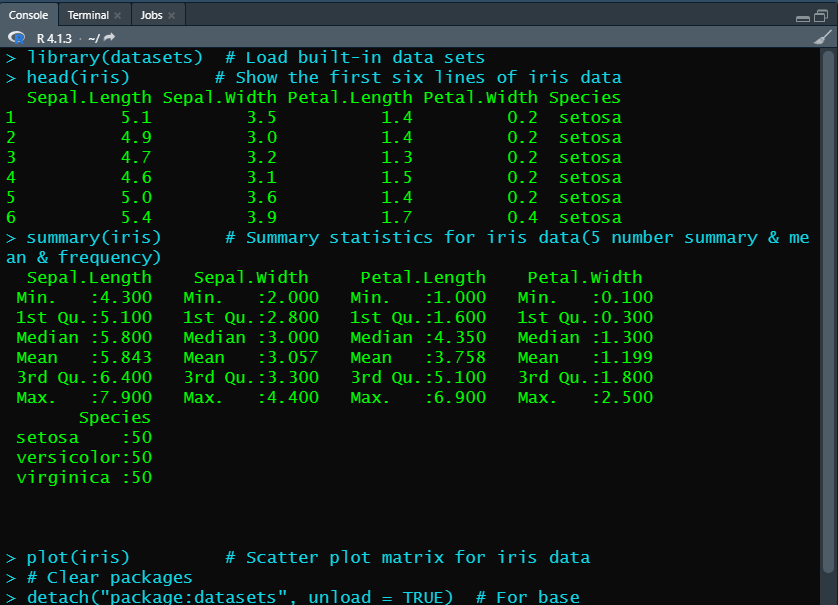 Console Terminal Jobs
R 4.1.3 · ~/
> library(datasets)  # Load built-in data sets
> head(iris)        # Show the first six lines of iris data
  Sepal.Length Sepal.Width Petal.Length Petal.Width Species
1          5.1         3.5          1.4         0.2  setosa
2          4.9         3.0          1.4         0.2  setosa
3          4.7         3.2          1.3         0.2  setosa
4          4.6         3.1          1.5         0.2  setosa
5          5.0         3.6          1.4         0.2  setosa
6          5.4         3.9          1.7         0.4  setosa
> summary(iris)      # Summary statistics for iris data(5 number summary & me
an & frequency)
  Sepal.Length    Sepal.Width     Petal.Length    Petal.Width
 Min.   :4.300   Min.   :2.000   Min.   :1.000   Min.   :0.100
 1st Qu.:5.100   1st Qu.:2.800   1st Qu.:1.600   1st Qu.:0.300
 Median :5.800   Median :3.000   Median :4.350   Median :1.300
 Mean   :5.843   Mean   :3.057   Mean   :3.758   Mean   :1.199
 3rd Qu.:6.400   3rd Qu.:3.300   3rd Qu.:5.100   3rd Qu.:1.800
 Max.   :7.900   Max.   :4.400   Max.   :6.900   Max.   :2.500
       Species
 setosa    :50
 versicolor:50
 virginica :50
> plot(iris)         # Scatter plot matrix for iris data
> # Clear packages
> detach("package:datasets", unload = TRUE)  # For base